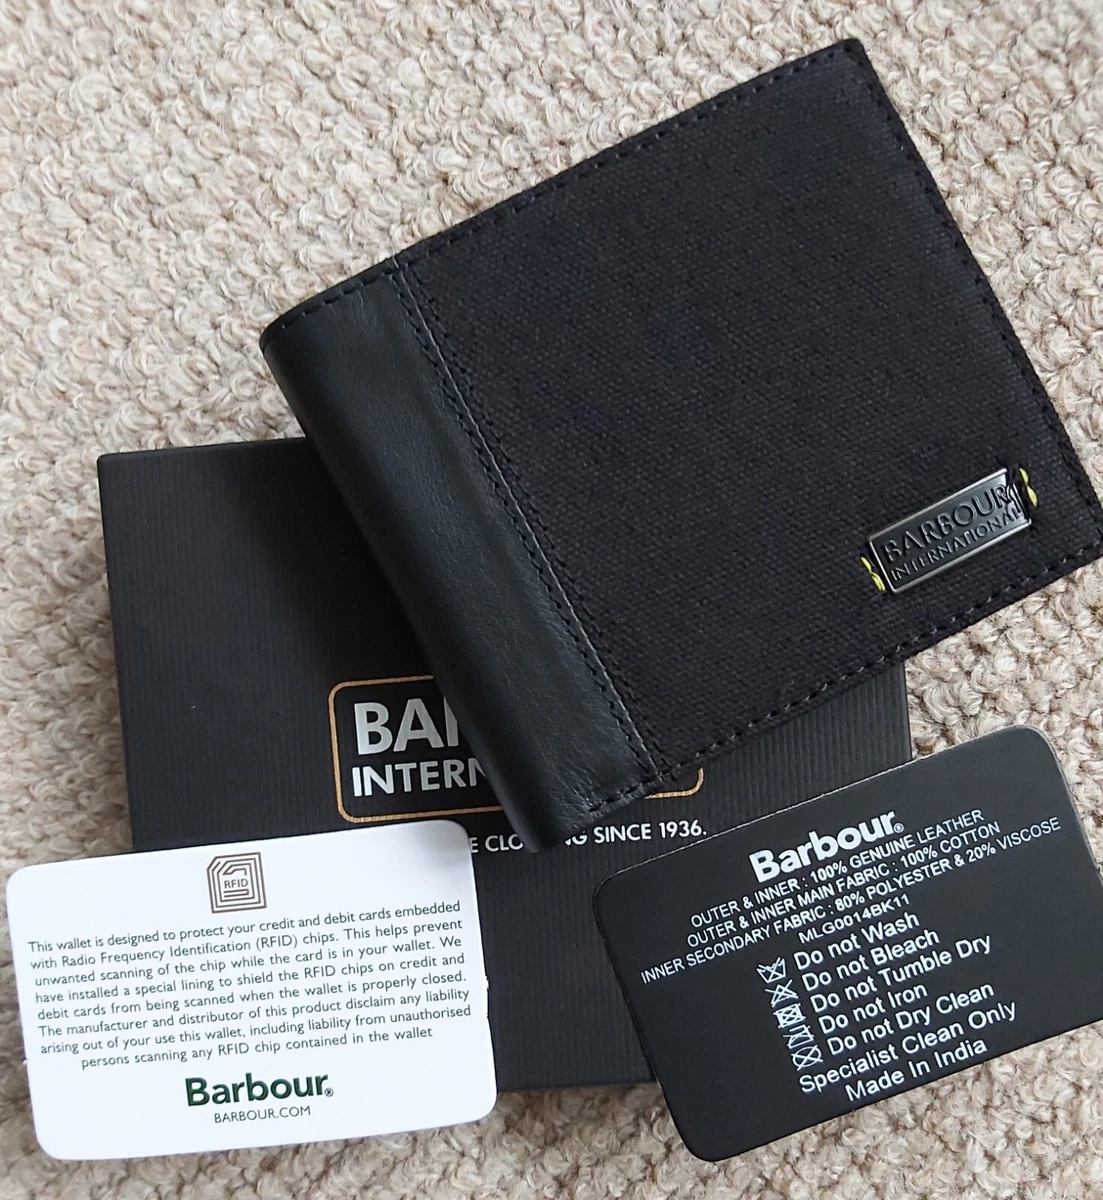 BARBOUR
INTERNATIONAL
BAR
INTERN
SINCE 1936.
RFID
This wallet is designed to protect your credit and debit cards embedded
with Radio Frequency Identification (RFID) chips. This helps prevent
unwanted scanning of the chip while the card is in your wallet. We
have installed a special lining to shield the RFID chips on credit and
debit cards from being scanned when the wallet is properly closed.
The manufacturer and distributor of this product disclaim any liability
arising out of your use this wallet, including liability from unauthorised
persons scanning any RFID chip contained in the wallet
Barbour®
BARBOUR.COM
Barbour®
OUTER & INNER : 100% GENUINE LEATHER
OUTER & INNER MAIN FABRIC : 100% COTTON
INNER SECONDARY FABRIC : 80% POLYESTER & 20% VISCOSE
MLG0014BK11
Do not Wash
Do not Bleach
Do not Tumble Dry
Do not Iron
Do not Dry Clean
Specialist Clean Only
Made In India